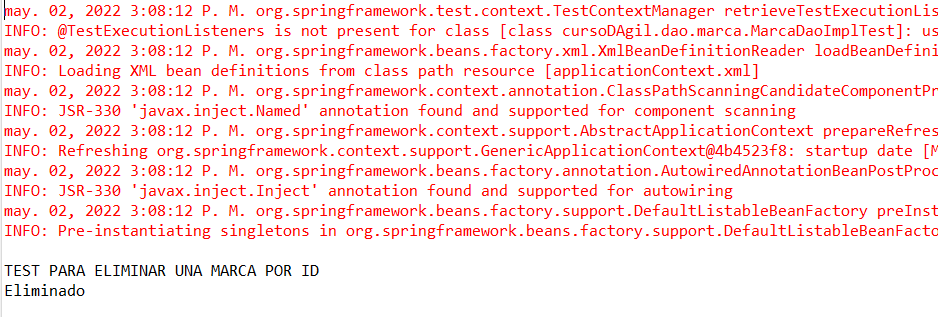 may. 02, 2022 3:08:12 P. M. org.springframework.test.context.TestContextManager retrieveTestExecutionLis
INFO: @TestExecutionListeners is not present for class [class cursoDAgil.dao.marca.MarcaDaoImplTest]: us
may. 02, 2022 3:08:12 P. M. org.springframework.beans.factory.xml.XmlBeanDefinitionReader loadBeanDefini
INFO: Loading XML bean definitions from class path resource [applicationContext.xml]
may. 02, 2022 3:08:12 P. M. org.springframework.context.annotation.ClassPathScanningCandidateComponentPr
INFO: JSR-330 'javax.inject.Named' annotation found and supported for component scanning
may. 02, 2022 3:08:12 P. M. org.springframework.context.support.AbstractApplicationContext prepareRefres
INFO: Refreshing org.springframework.context.support.GenericApplicationContext@4b4523f8: startup date [M
may. 02, 2022 3:08:12 P. M. org.springframework.beans.factory.annotation.AutowiredAnnotationBeanPostProc
INFO: JSR-330 'javax.inject.Inject' annotation found and supported for autowiring
may. 02, 2022 3:08:12 P. M. org.springframework.beans.factory.support.DefaultListableBeanFactory preInst
INFO: Pre-instantiating singletons in org.springframework.beans.factory.support.DefaultListableBeanFacto
TEST PARA ELIMINAR UNA MARCA POR ID
Eliminado